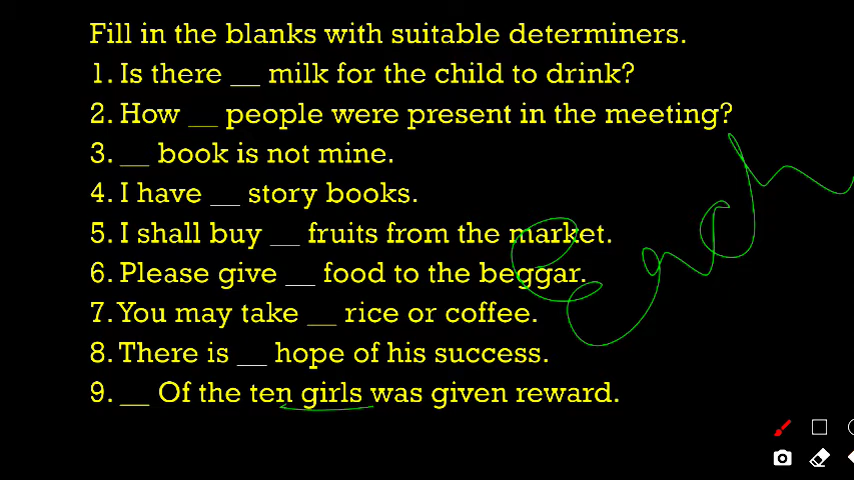 Fill in the blanks with suitable determiners.
1. Is there __ milk for the child to drink?
2. How __ people were present in the meeting?
3. __ book is not mine.
4. I have __ story books.
5. I shall buy __ fruits from the market.
6. Please give __ food to the beggar.
7. You may take __ rice or coffee.
8. There is __ hope of his success.
9. __ Of the ten girls was given reward.
Each